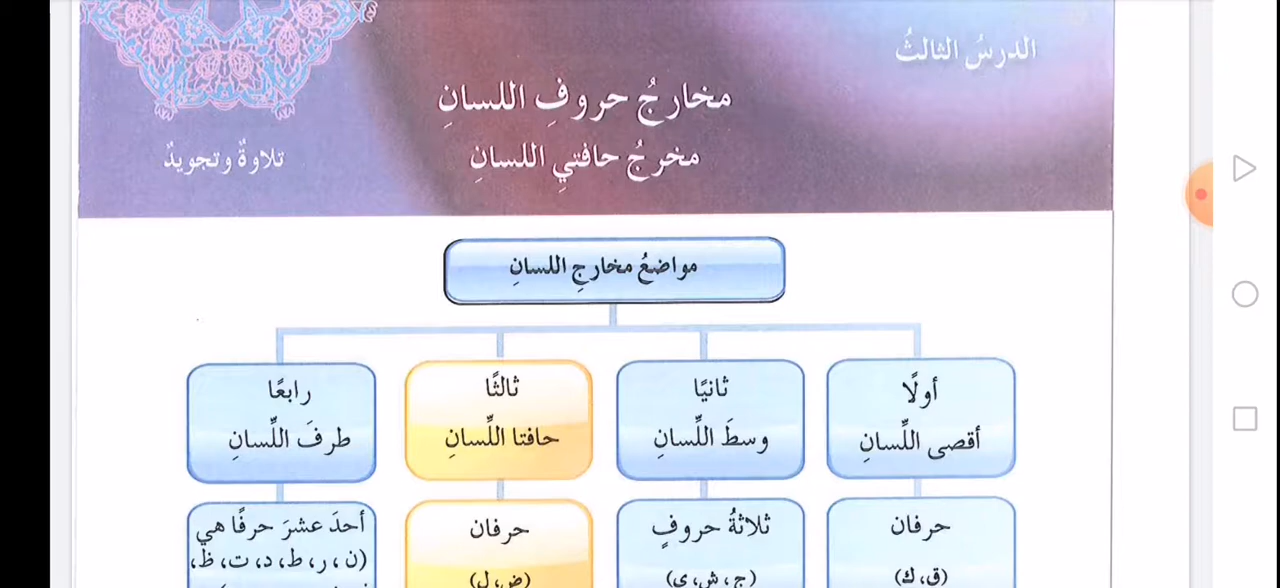 الدرسُ الثالثُ
مخارجُ حروفِ اللسانِ
مخرجُ حافتيِ اللسانِ
تلاوةٌ وتجويدٌ
مواضعُ مخارجِ اللسانِ
أولًا
أقصى اللِّسانِ
حرفان
(ق، ك)
ثانيًا
وسطَ اللِّسانِ
ثلاثةُ حروفٍ
(ج، ش، ي)
ثالثًا
حافتا اللِّسانِ
حرفان
(ض، ل)
رابعًا
طرفَ اللِّسانِ
أحدَ عشرَ حرفًا هي
(ن، ر، ط، د، ت، ظ،